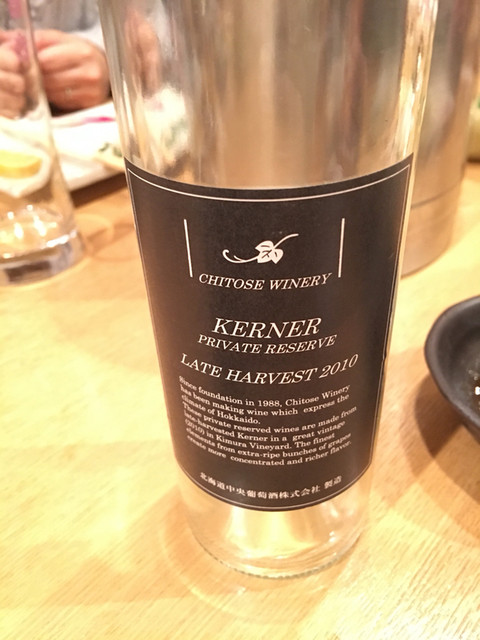 CHITOSE WINERY
KERNER
PRIVATE RESERVE
LATE HARVEST 2010
Since foundation in 1988, Chitose Winery
has been making wine which express the
climate of Hokkaido.
These private reserved wines are made from
late harvested Kerner in a great vintage
(2010) in Kimura Vineyard. The finest
elements from extra-ripe bunches of grapes
create more concentrated and richer flavor.
北海道中央葡萄酒株式会社 製造